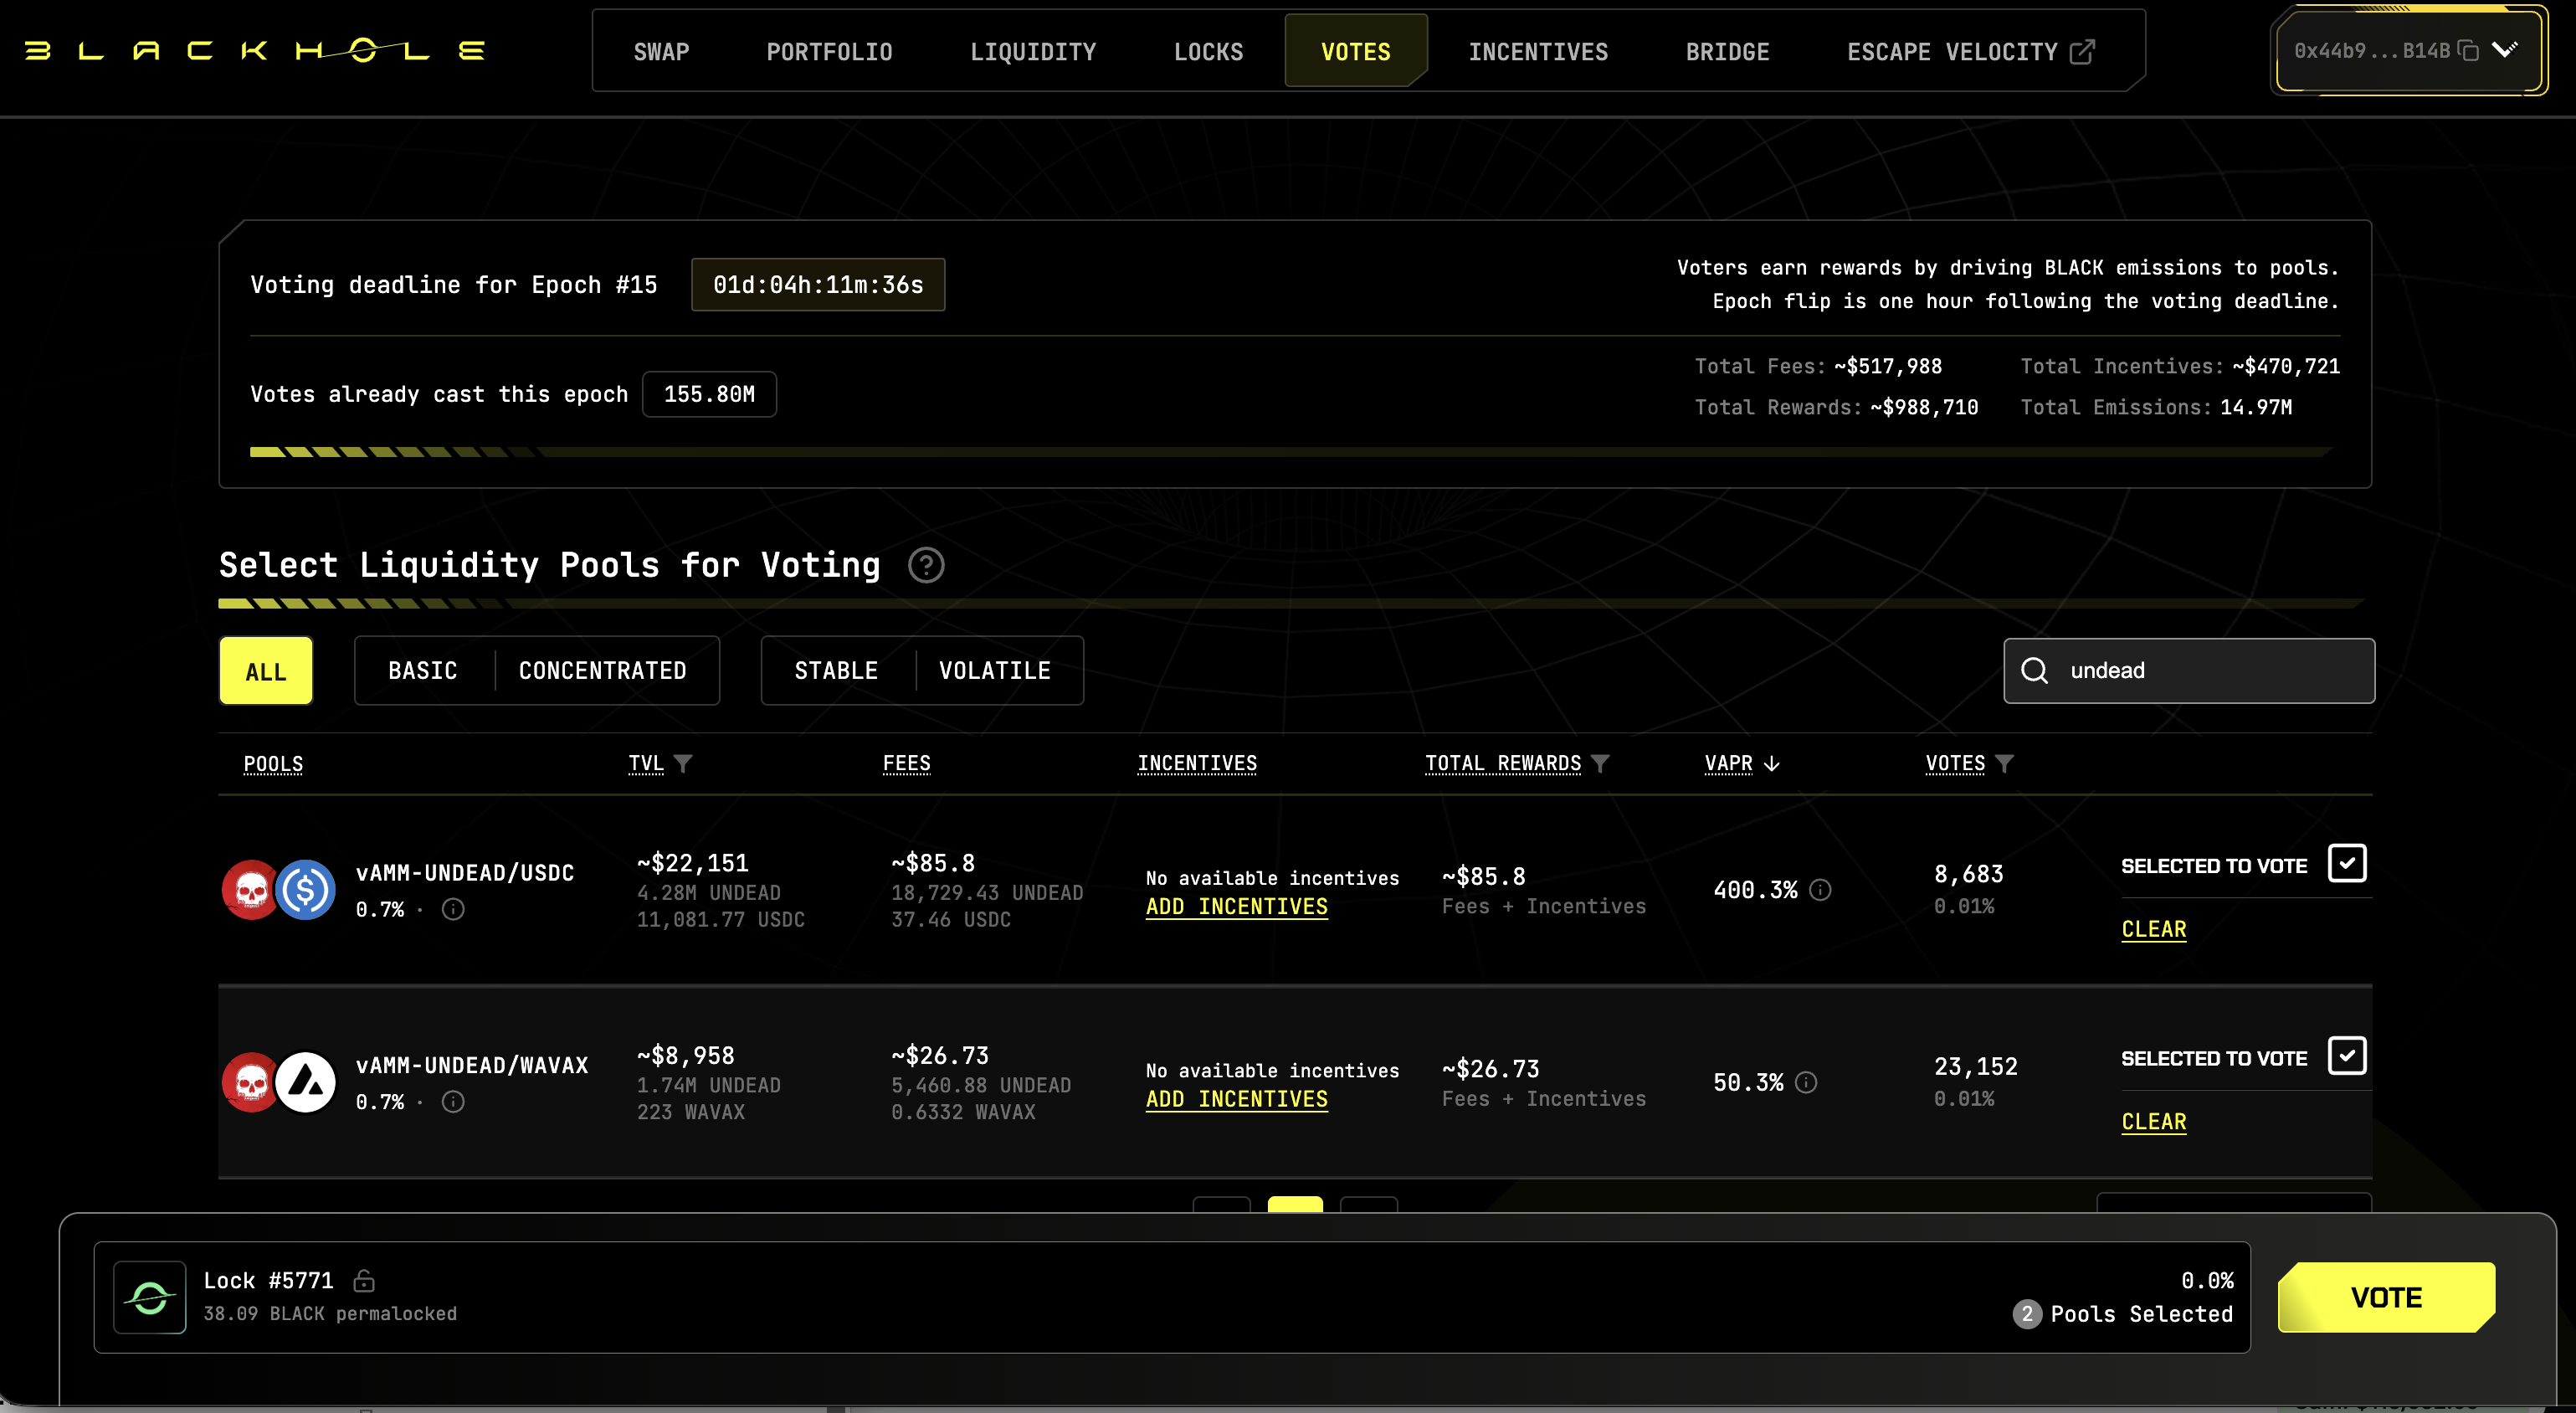 BLACKHOLE
SWAP
PORTFOLIO
LIQUIDITY
LOCKS
VOTES
INCENTIVES
BRIDGE
ESCAPE VELOCITY
0x44b9...B14B
Voting deadline for Epoch #15
01d:04h:11m:36s
Voters earn rewards by driving BLACK emissions to pools.
Epoch flip is one hour following the voting deadline.
Votes already cast this epoch
155.80M
Total Fees: ~$517,988
Total Incentives: ~$470,721
Total Rewards: ~$988,710
Total Emissions: 14.97M
Select Liquidity Pools for Voting
?
ALL
BASIC
CONCENTRATED
STABLE
VOLATILE
undead
POOLS
TVL
FEES
INCENTIVES
TOTAL REWARDS
VAPR
VOTES
vAMM-UNDEAD/USDC
0.7% ·
~$22,151
4.28M UNDEAD
11,081.77 USDC
~$85.8
18,729.43 UNDEAD
37.46 USDC
No available incentives
ADD INCENTIVES
~$85.8
Fees + Incentives
400.3%
8,683
0.01%
SELECTED TO VOTE
CLEAR
vAMM-UNDEAD/WAVAX
0.7% ·
~$8,958
1.74M UNDEAD
223 WAVAX
~$26.73
5,460.88 UNDEAD
0.6332 WAVAX
No available incentives
ADD INCENTIVES
~$26.73
Fees + Incentives
50.3%
23,152
0.01%
SELECTED TO VOTE
CLEAR
Lock #5771
38.09 BLACK permalocked
0.0%
2 Pools Selected
VOTE